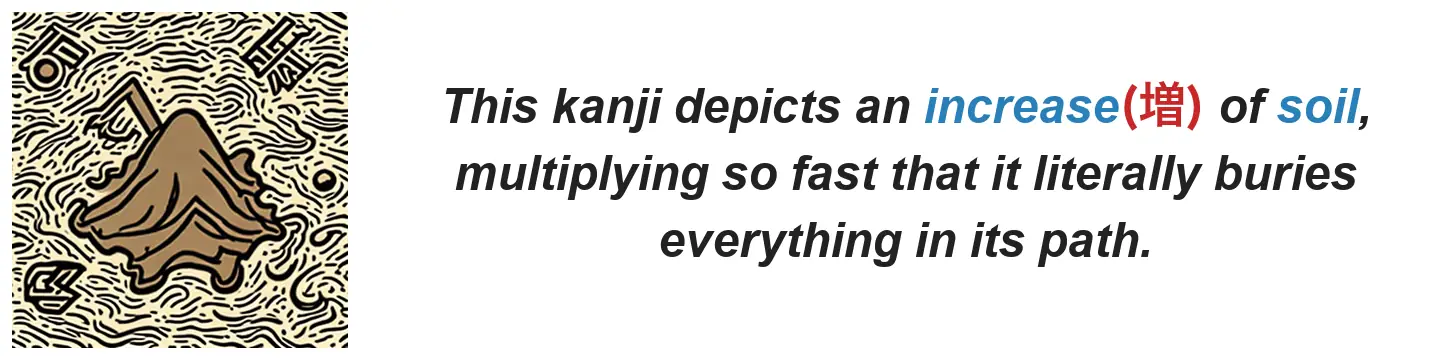 This kanji depicts an increase(増) of soil,
multiplying so fast that it literally buries
everything in its path.